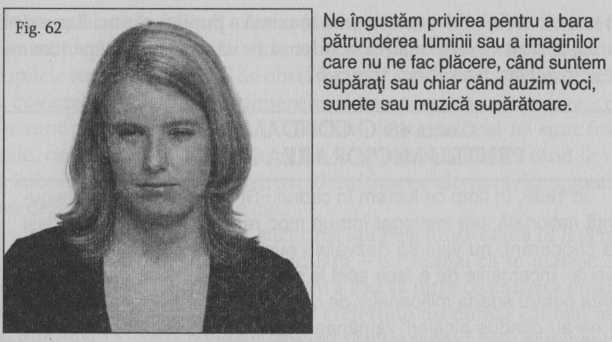 Fig. 62
Ne îngustăm privirea pentru a bara
pătrunderea luminii sau a imaginilor
care nu ne fac plăcere, când suntem
supăraţi sau chiar când auzim voci,
sunete sau muzică supărătoare.